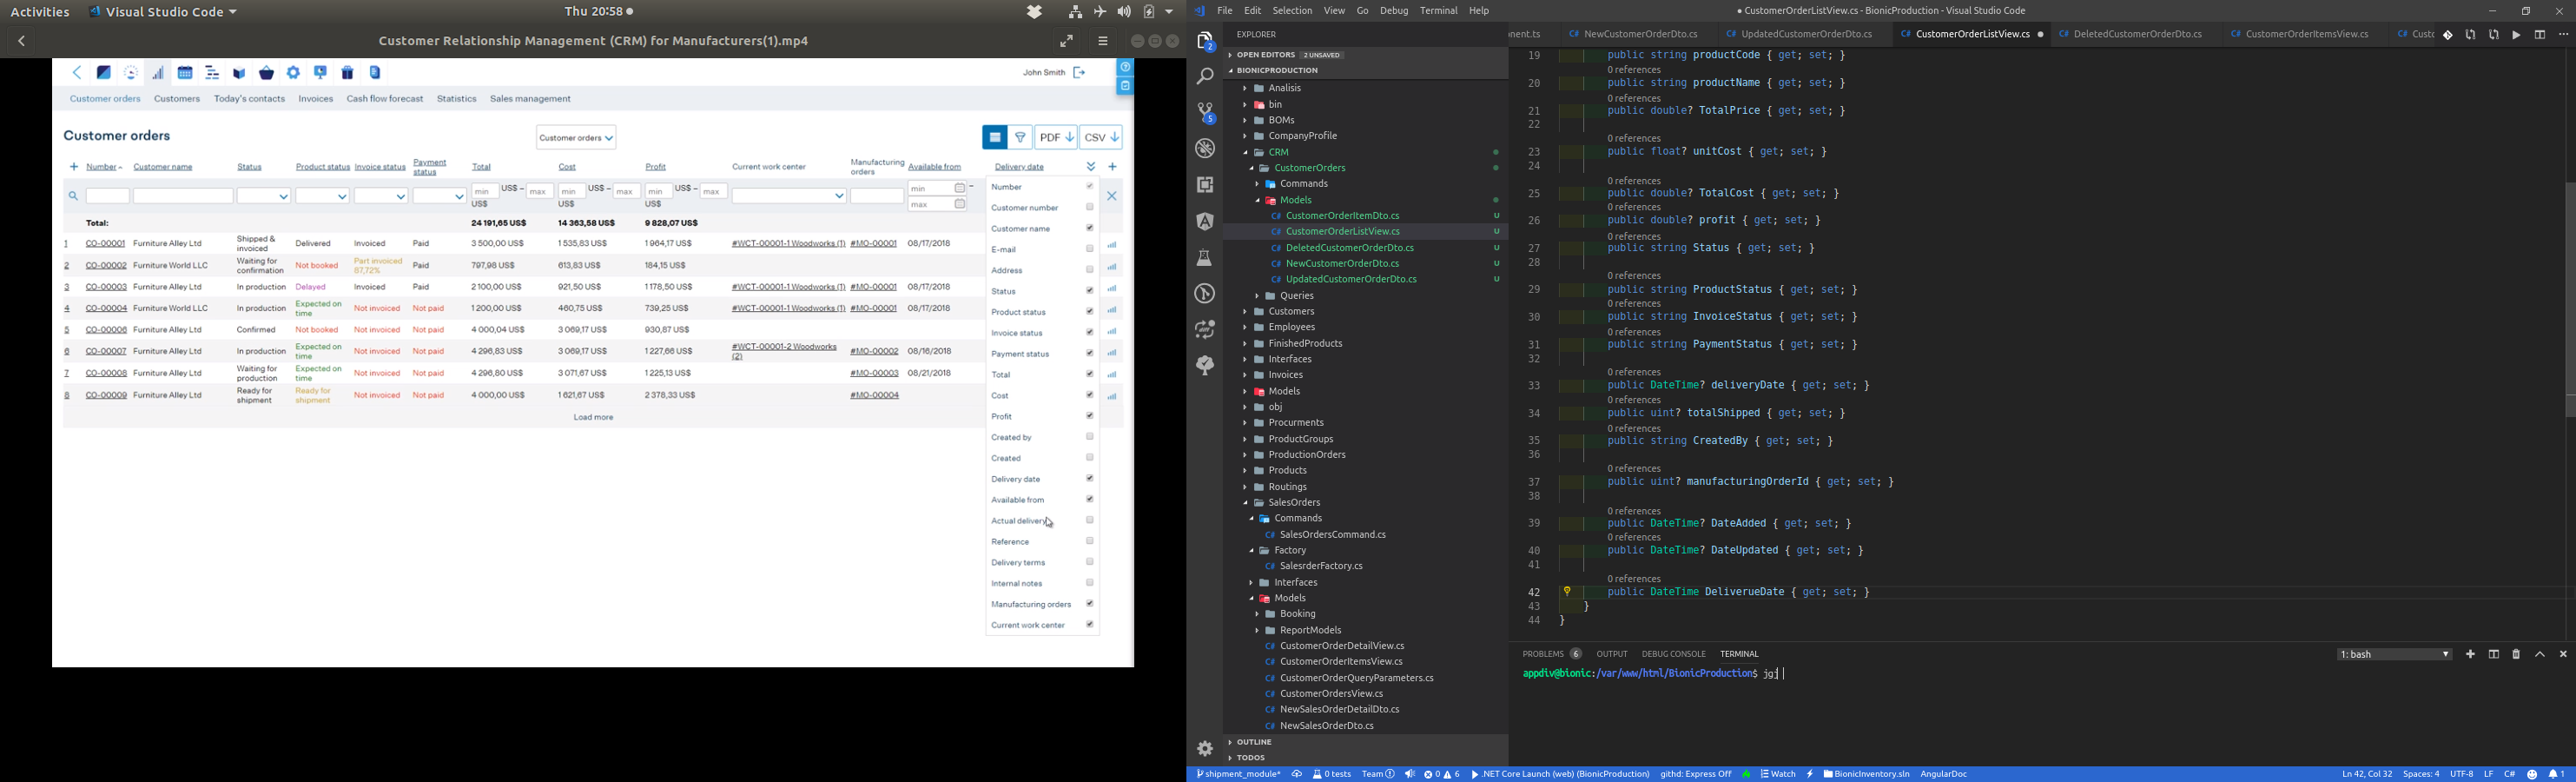 Activities Visual Studio Code Thu 20:58
Customer Relationship Management (CRM) for Manufacturers(1).mp4
John Smith
Customer orders Customers Today's contacts Invoices Cash flow forecast Statistics Sales management
Customer orders
Customer orders
PDF CSV
Number Customer name Status Product status Invoice status Payment status Total Cost Profit Current work center Manufacturing orders Available from Delivery date
min US$ – max US$ min US$ – max US$ min US$ – max US$ min – max
Total: 24 191,65 US$ 14 363,58 US$ 9 828,07 US$
1 CO-00001 Furniture Alley Ltd Shipped & invoiced Delivered Invoiced Paid 3 500,00 US$ 1 535,83 US$ 1 964,17 US$ #WCT-00001-1 Woodworks (1) #MO-00001 08/17/2018
2 CO-00002 Furniture World LLC Waiting for confirmation Not booked Part invoiced 67,72% Paid 797,98 US$ 613,83 US$ 184,15 US$
3 CO-00003 Furniture Alley Ltd In production Delayed Invoiced Paid 2 100,00 US$ 921,50 US$ 1 178,50 US$ #WCT-00001-1 Woodworks (1) #MO-00001 08/17/2018
4 CO-00004 Furniture World LLC In production Expected on time Not invoiced Not paid 1 200,00 US$ 460,75 US$ 739,25 US$ #WCT-00001-1 Woodworks (1) #MO-00001 08/17/2018
5 CO-00006 Furniture Alley Ltd Confirmed Not booked Not invoiced Not paid 4 000,04 US$ 3 069,17 US$ 930,87 US$
6 CO-00007 Furniture Alley Ltd In production Expected on time Not invoiced Not paid 4 296,83 US$ 3 069,17 US$ 1 227,66 US$ #WCT-00001-2 Woodworks (2) #MO-00002 08/16/2018
7 CO-00008 Furniture Alley Ltd Waiting for production Expected on time Not invoiced Not paid 4 296,80 US$ 3 071,67 US$ 1 225,13 US$ #MO-00003 08/21/2018
8 CO-00009 Furniture Alley Ltd Ready for shipment Ready for shipment Not invoiced Not paid 4 000,00 US$ 1 621,67 US$ 2 378,33 US$ #MO-00004
Load more
Number
Customer number
Customer name
E-mail
Address
Status
Product status
Invoice status
Payment status
Total
Cost
Profit
Created by
Created
Delivery date
Available from
Actual delivery
Reference
Delivery terms
Internal notes
Manufacturing orders
Current work center
File Edit Selection View Go Debug Terminal Help
● CustomerOrderListView.cs - BionicProduction - Visual Studio Code
EXPLORER
OPEN EDITORS 2 UNSAVED
BIONICPRODUCTION
Analisis
bin
BOMs
CompanyProfile
CRM
CustomerOrders
Commands
Models
C# CustomerOrderItemDto.cs U
C# CustomerOrderListView.cs U
C# DeletedCustomerOrderDto.cs U
C# NewCustomerOrderDto.cs U
C# UpdatedCustomerOrderDto.cs U
Queries
Customers
Employees
FinishedProducts
Interfaces
Invoices
Models
obj
Procurments
ProductGroups
ProductionOrders
Products
Routings
SalesOrders
Commands
C# SalesOrdersCommand.cs
Factory
C# SalesrderFactory.cs
Interfaces
Models
Booking
ReportModels
C# CustomerOrderDetailView.cs
C# CustomerOrderItemsView.cs
C# CustomerOrderQueryParameters.cs
C# CustomerOrdersView.cs
C# NewSalesOrderDetailDto.cs
C# NewSalesOrderDto.cs
OUTLINE
TODOS
2
5
nent.ts C# NewCustomerOrderDto.cs C# UpdatedCustomerOrderDto.cs C# CustomerOrderListView.cs ● C# DeletedCustomerOrderDto.cs C# CustomerOrderItemsView.cs C# Custo
19 public string productCode { get; set; }
0 references
20 public string productName { get; set; }
0 references
21 public double? TotalPrice { get; set; }
22
0 references
23 public float? unitCost { get; set; }
24
0 references
25 public double? TotalCost { get; set; }
0 references
26 public double? profit { get; set; }
0 references
27 public string Status { get; set; }
28
0 references
29 public string ProductStatus { get; set; }
0 references
30 public string InvoiceStatus { get; set; }
0 references
31 public string PaymentStatus { get; set; }
32
0 references
33 public DateTime? deliveryDate { get; set; }
0 references
34 public uint? totalShipped { get; set; }
0 references
35 public string CreatedBy { get; set; }
36
0 references
37 public uint? manufacturingOrderId { get; set; }
38
0 references
39 public DateTime? DateAdded { get; set; }
0 references
40 public DateTime? DateUpdated { get; set; }
41
0 references
42 public DateTime DeliverueDate { get; set; }
43 }
44 }
PROBLEMS 6 OUTPUT DEBUG CONSOLE TERMINAL 1: bash
appdiv@bionic:/var/www/html/BionicProduction$ jgj
shipment_module* 0 tests Team 0 6 .NET Core Launch (web) (BionicProduction) githd: Express Off Watch BionicInventory.sln AngularDoc Ln 42, Col 32 Spaces: 4 UTF-8 LF C# 1